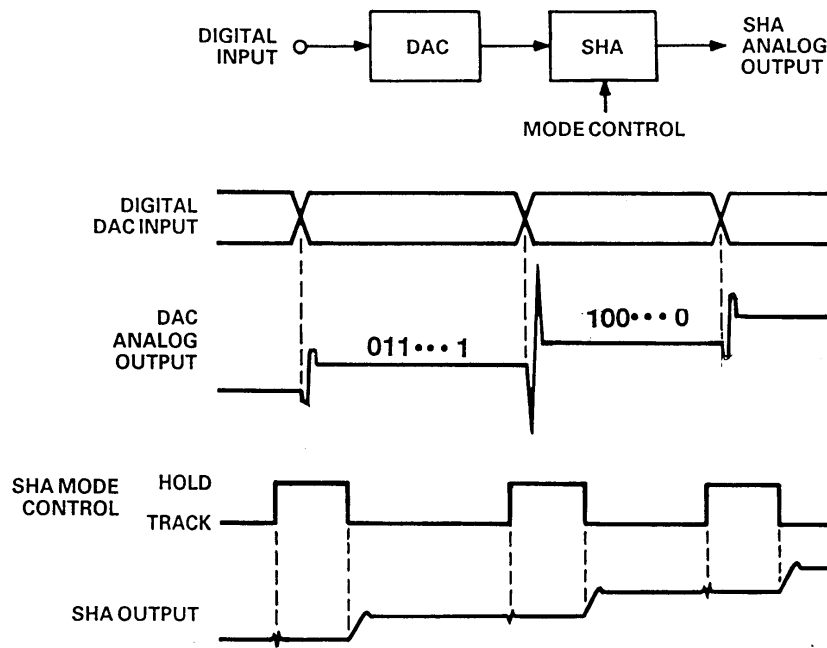 DIGITAL
INPUT
DAC
SHA
SHA
ANALOG
OUTPUT
MODE CONTROL
DIGITAL
DAC INPUT
DAC
ANALOG
OUTPUT
011••• 1
100••• 0
SHA MODE
CONTROL
HOLD
TRACK
SHA OUTPUT